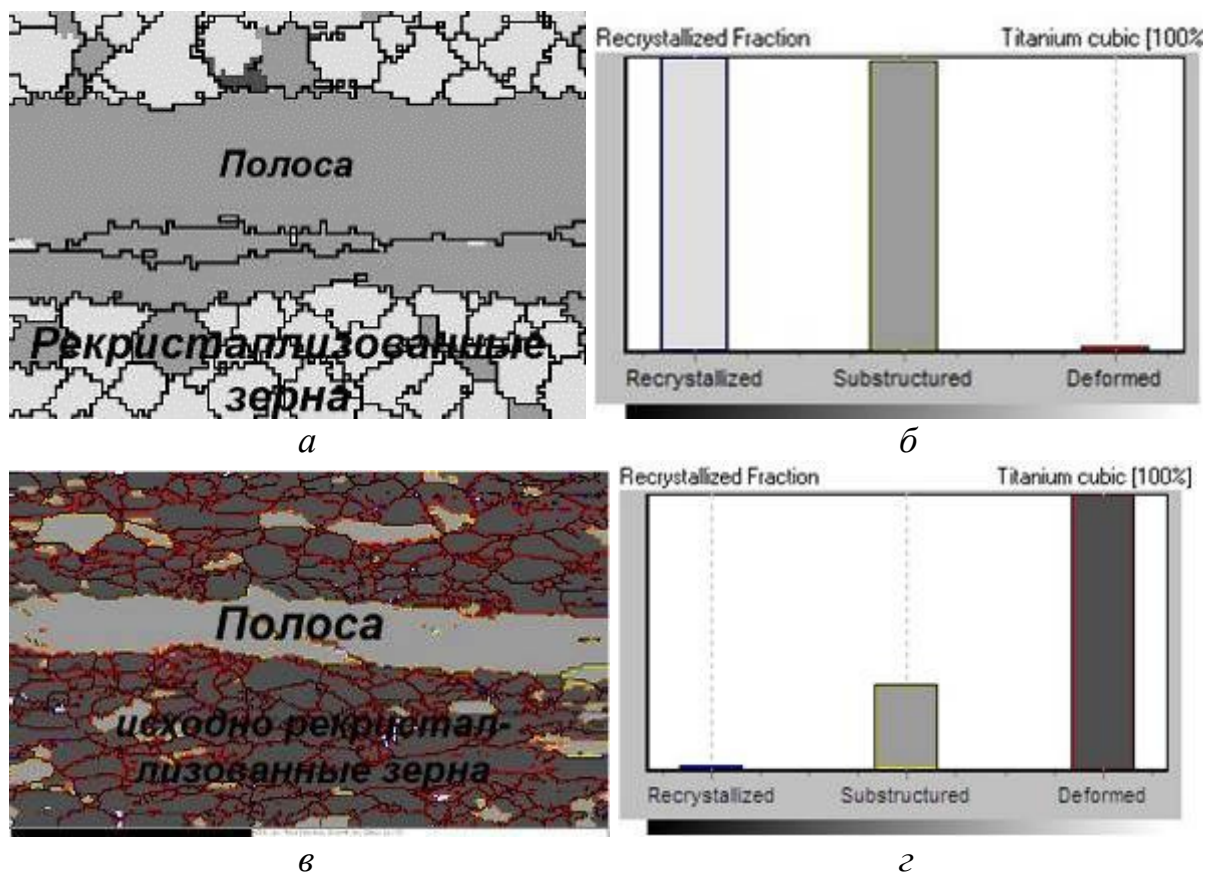 Полоса
Рекристаллизованные
зерна
а
Recrystallized Fraction Titanium cubic [100%
Recrystallized Substructured Deformed
б
Полоса
исходно рекристал-
лизованные зерна
в
Recrystallized Fraction Titanium cubic [100%]
Recrystallized Substructured Deformed
г